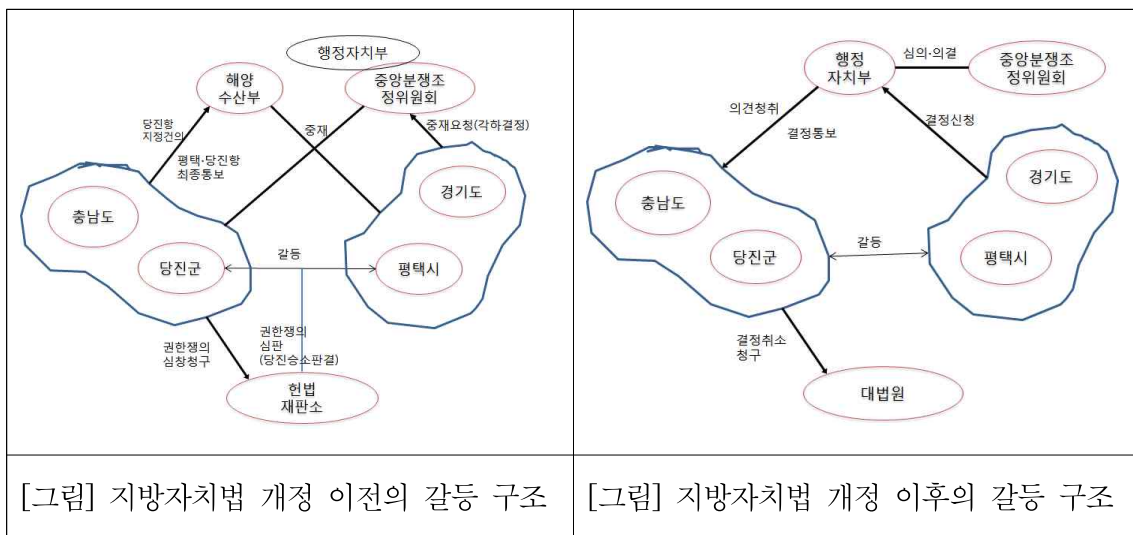 행정자치부
해양
수산부
중앙분쟁조
정위원회
당진항
지정건의
중재
중재요청(각하결정)
평택·당진항
최종통보
경기도
충남도
갈등
당진군
평택시
권한쟁의
심창청구
권한쟁의
심판
(당진승소판결)
헌법
재판소
[그림] 지방자치법 개정 이전의 갈등 구조
행정
자치부
심의·의결
중앙분쟁조
정위원회
의견청취
결정통보
결정신청
경기도
충남도
갈등
당진군
평택시
결정취소
청구
대법원
[그림] 지방자치법 개정 이후의 갈등 구조